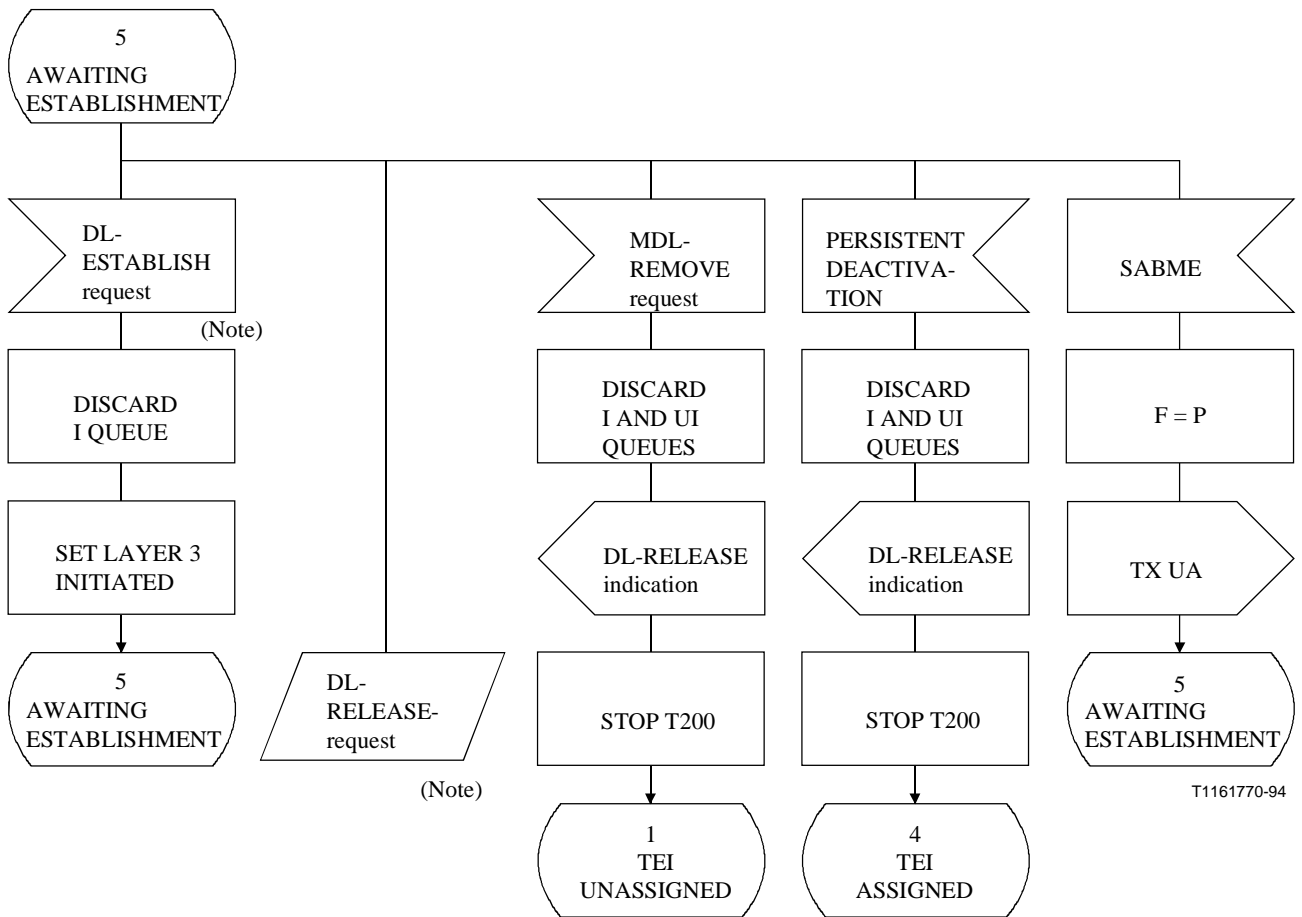 5
AWAITING
ESTABLISHMENT
DL-
ESTABLISH
request
(Note)
DISCARD
I QUEUE
SET LAYER 3
INITIATED
5
AWAITING
ESTABLISHMENT
DL-
RELEASE-
request
(Note)
MDL-
REMOVE
request
DISCARD
I AND UI
QUEUES
DL-RELEASE
indication
STOP T200
1
TEI
UNASSIGNED
PERSISTENT
DEACTIVA-
TION
DISCARD
I AND UI
QUEUES
DL-RELEASE
indication
STOP T200
4
TEI
ASSIGNED
SABME
F = P
TX UA
5
AWAITING
ESTABLISHMENT
T1161770-94